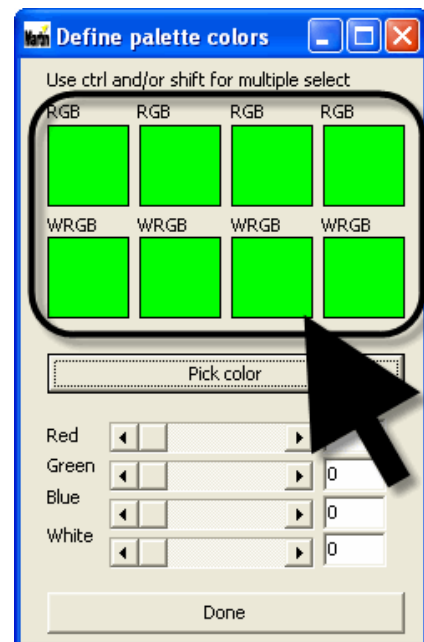 Martin Define palette colors
Use ctrl and/or shift for multiple select
RGB RGB RGB RGB
WRGB WRGB WRGB WRGB
Pick color
Red
Green 0
Blue 0
White 0
Done